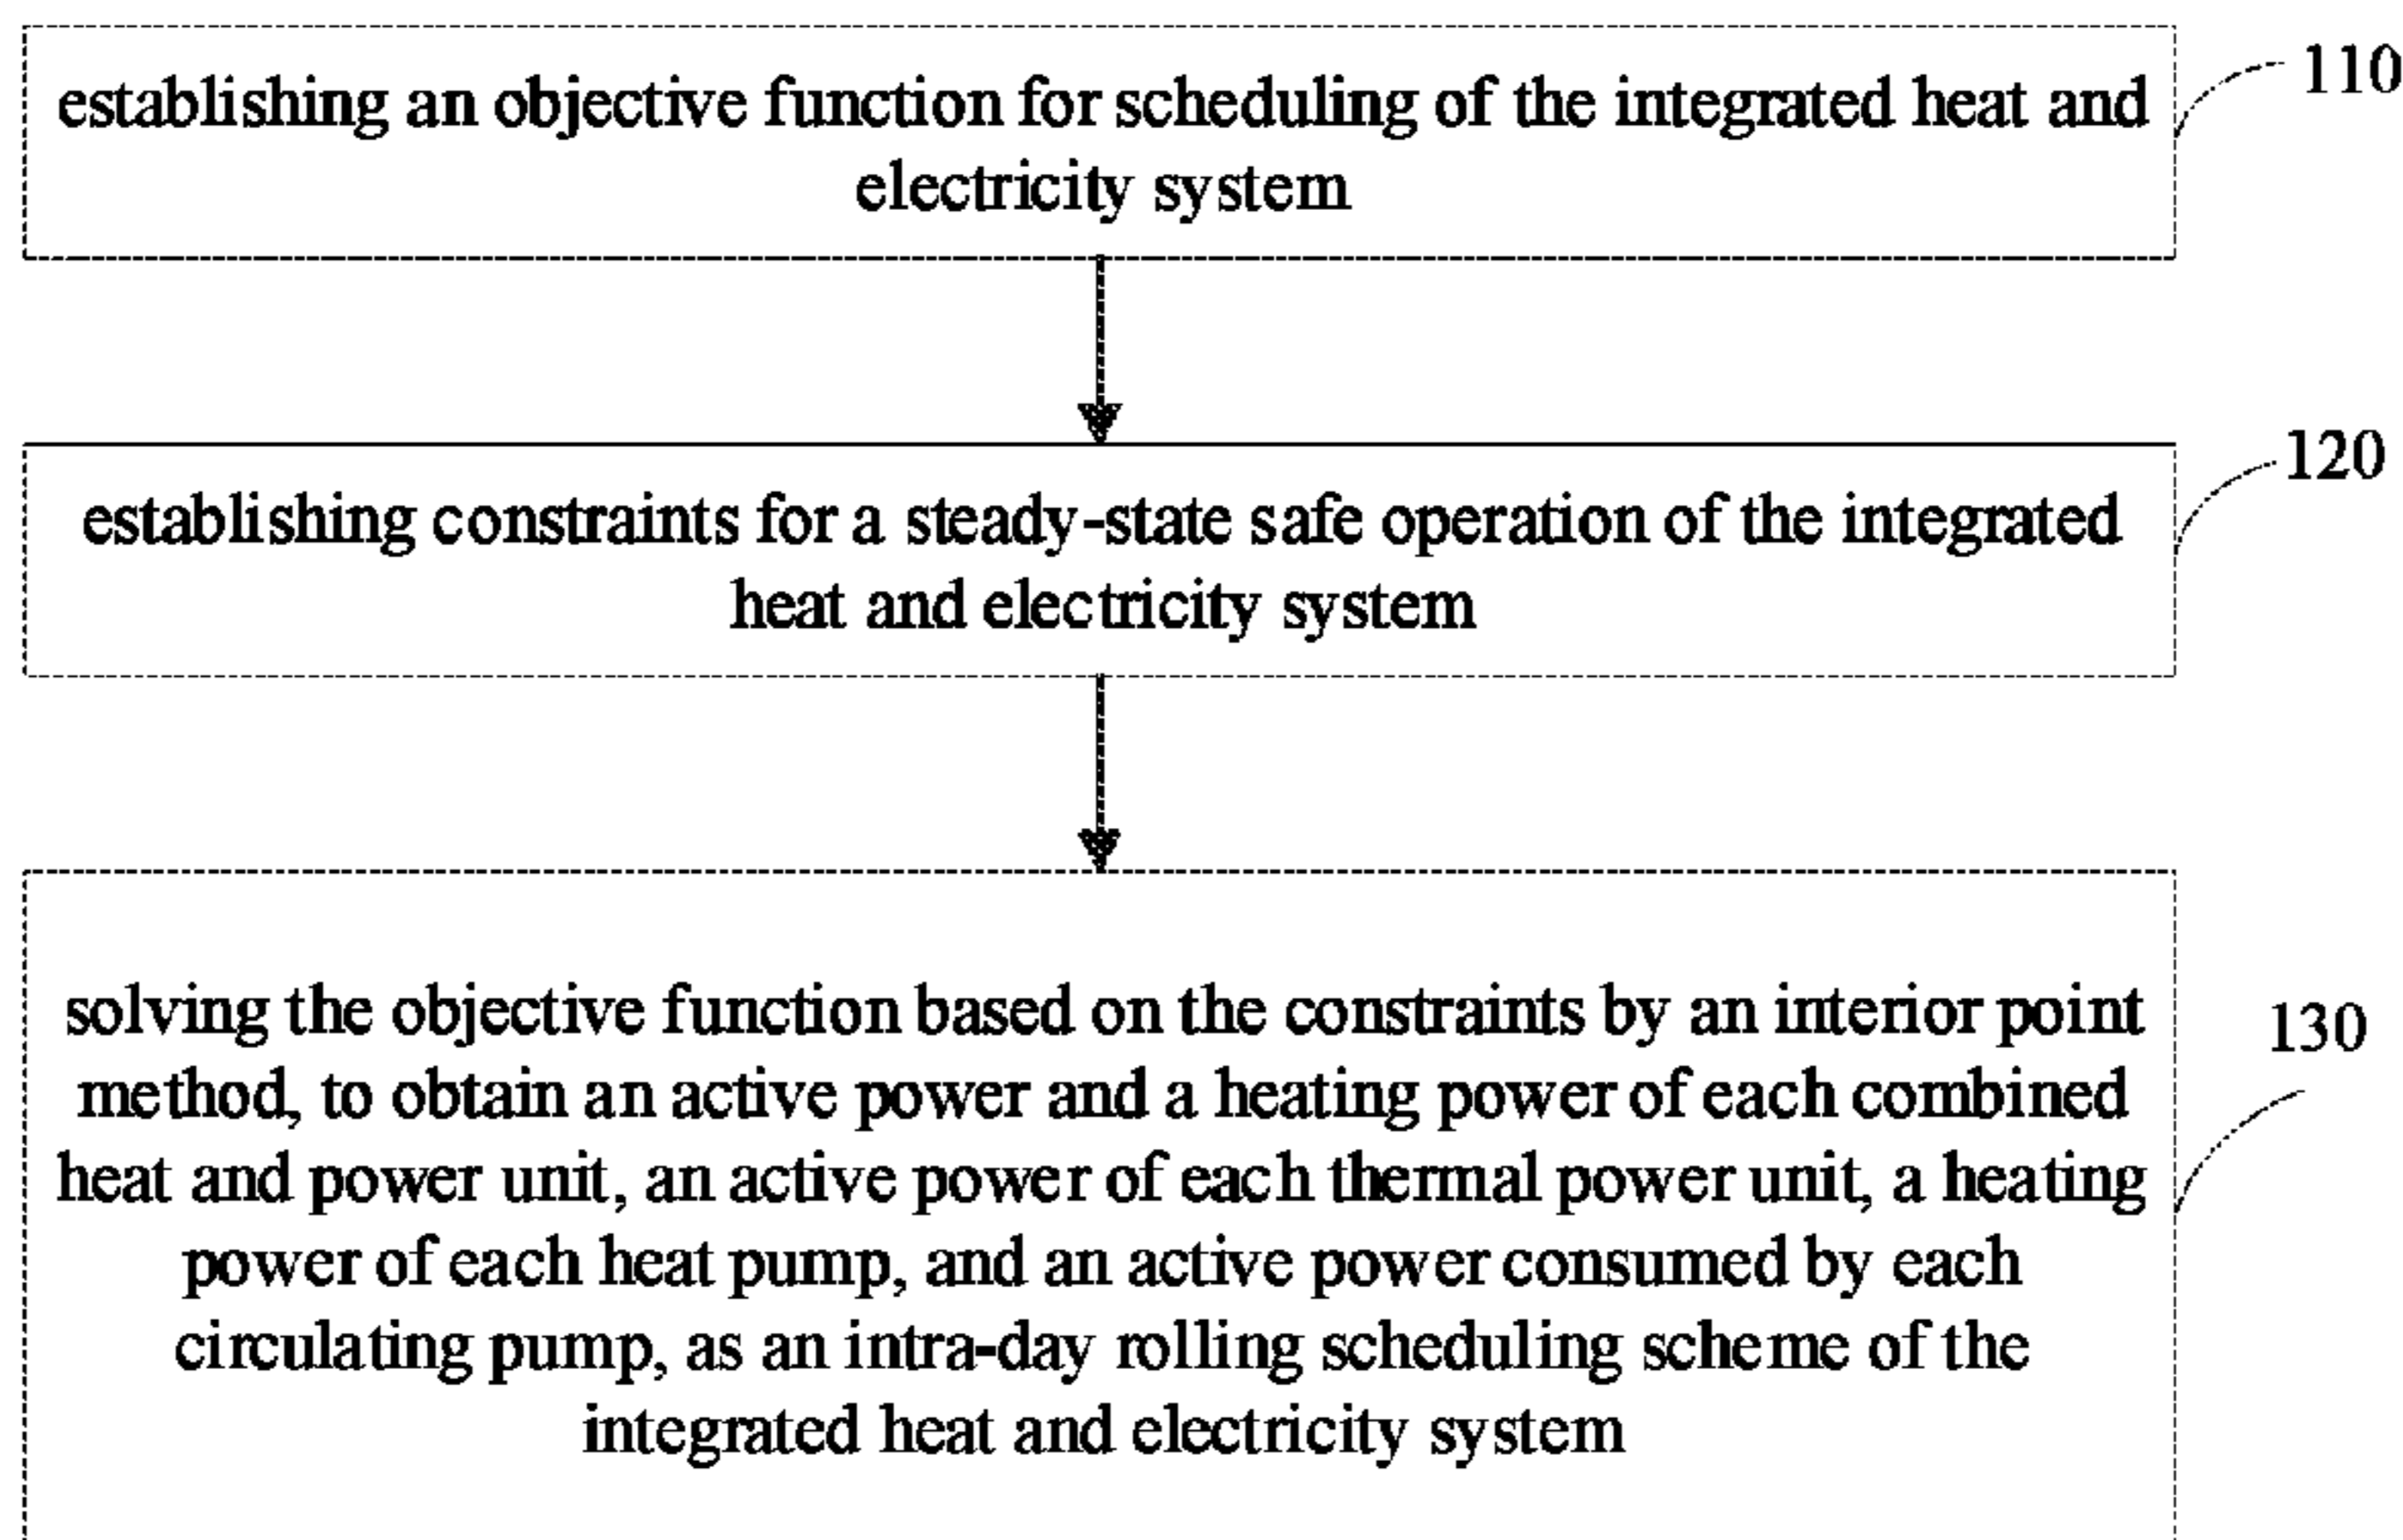 establishing an objective function for scheduling of the integrated heat and
electricity system
110
establishing constraints for a steady-state safe operation of the integrated
heat and electricity system
120
solving the objective function based on the constraints by an interior point
method, to obtain an active power and a heating power of each combined
heat and power unit, an active power of each thermal power unit, a heating
power of each heat pump, and an active power consumed by each
circulating pump, as an intra-day rolling scheduling scheme of the
integrated heat and electricity system
130